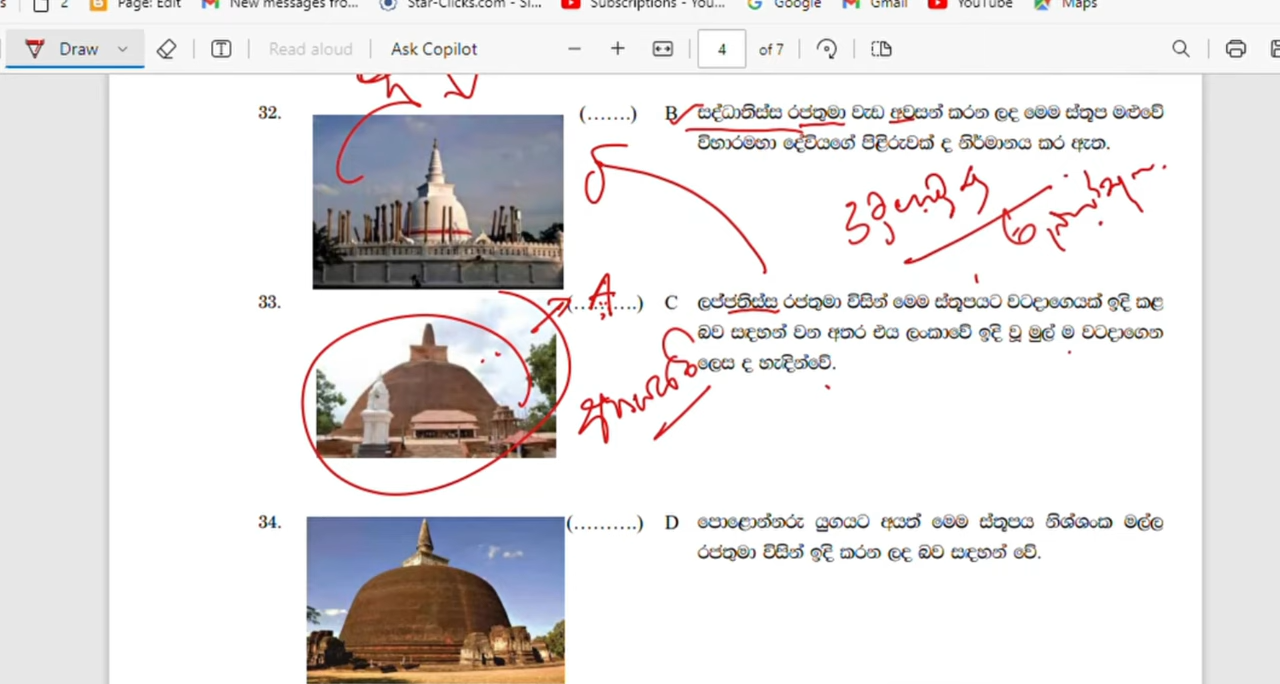 2 Page: Edit New messages fro... Star-Clicks.com - Si... Subscriptions - You... Google Gmail YouTube Maps
Draw Read aloud Ask Copilot 4 of 7
32. (.......) B සද්ධාතිස්ස රජතුමා වැඩ අවසන් කරන ලද මෙම ස්තූප මළුවේ
විහාරමහා දේවියගේ පිළිරුවක් ද නිර්මානය කර ඇත.
33. A (..........) C ලජ්ජතිස්ස රජතුමා විසින් මෙම ස්තූපයට වටදාගෙයක් ඉදි කළ
බව සඳහන් වන අතර එය ලංකාවේ ඉදි වූ මුල් ම වටදාගෙන
ලෙස ද හැඳින්වේ.
34. (..........) D පොළොන්නරු යුගයට අයත් මෙම ස්තූපය නිශ්ශංක මල්ල
රජතුමා විසින් ඉදි කරන ලද බව සඳහන් වේ.